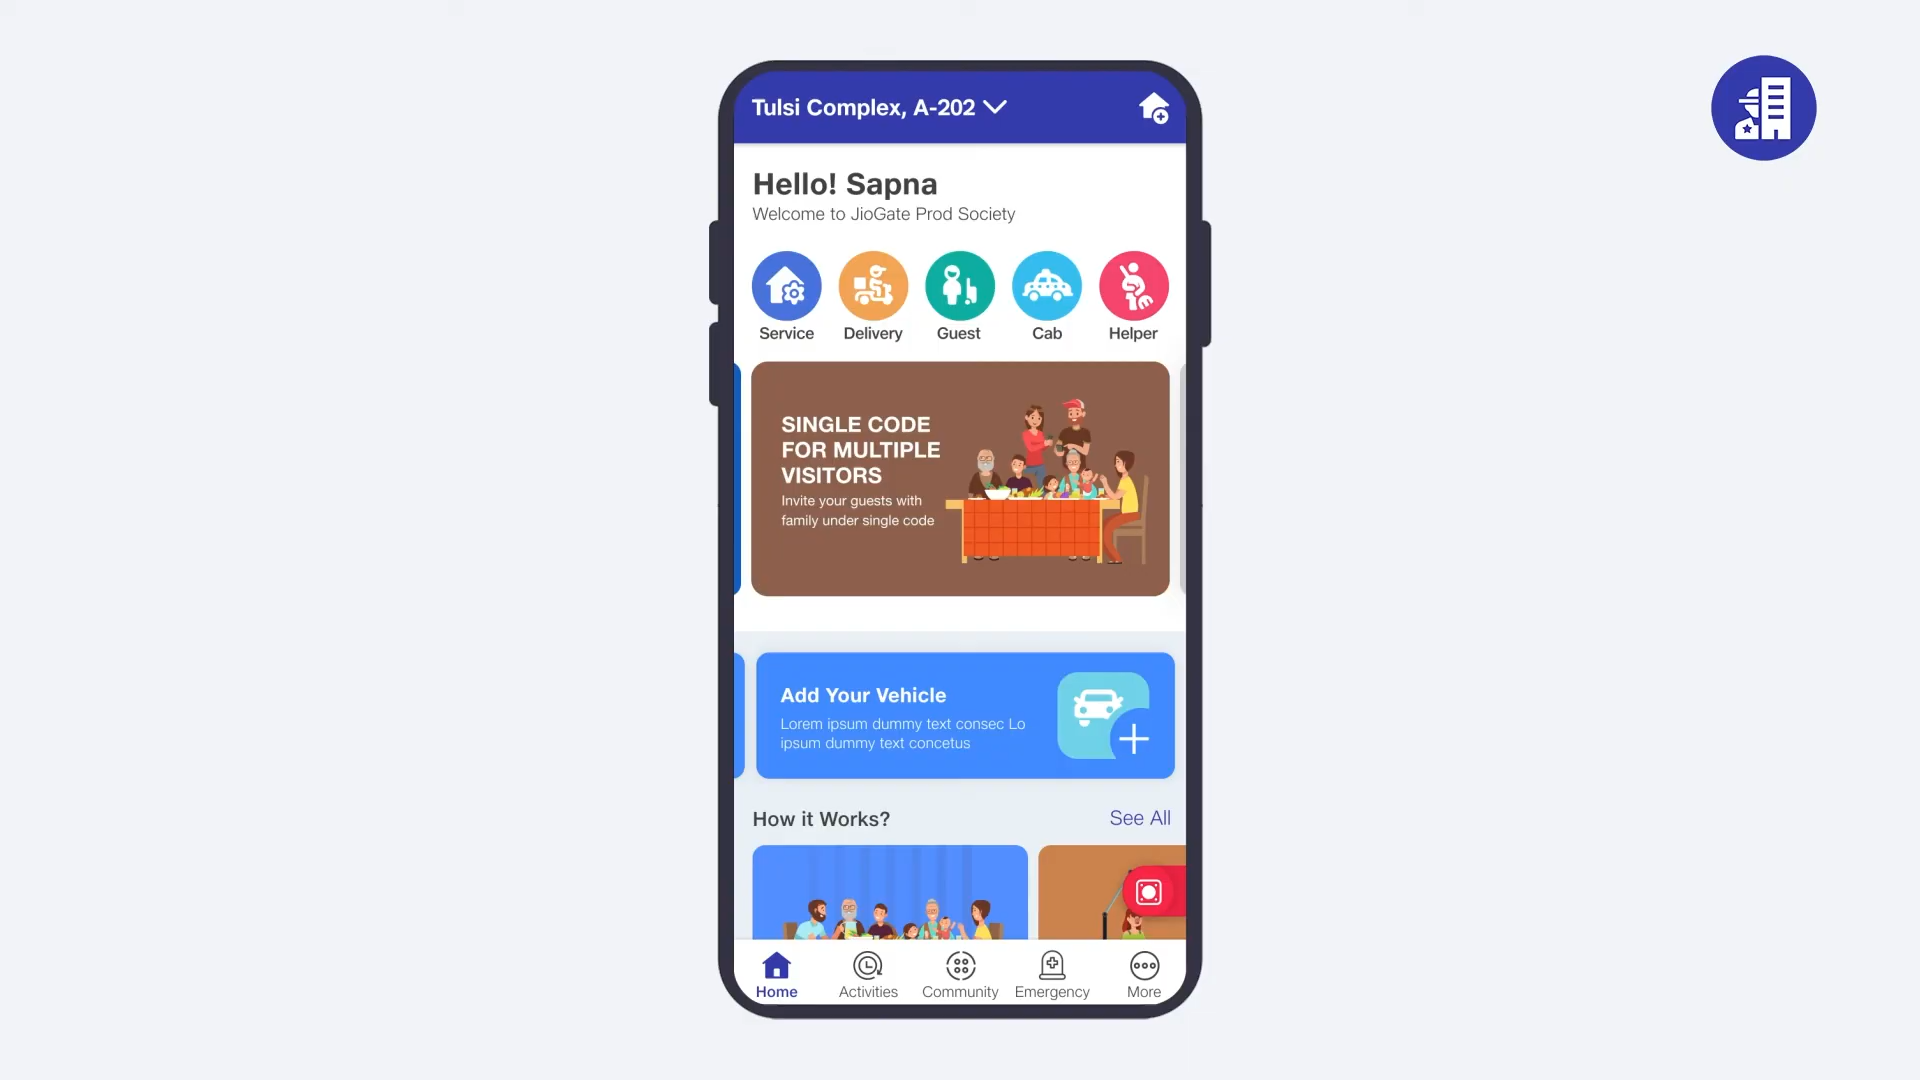 Tulsi Complex, A-202
Hello! Sapna
Welcome to JioGate Prod Society
Service
Delivery
Guest
Cab
Helper
SINGLE CODE
FOR MULTIPLE
VISITORS
Invite your guests with
family under single code
Add Your Vehicle
Lorem ipsum dummy text consec Lo
ipsum dummy text concetus
How it Works?
See All
Home
Activities
Community
Emergency
More